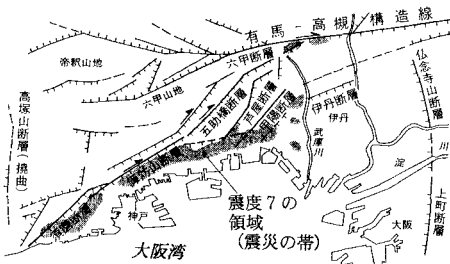 有馬-高槻構造線
帝釈山地
六甲断層
六甲山地
高塚山断層(撓曲)
五助橋断層
芦屋断層
甲陽断層
伊丹断層
伊丹
仏念寺山断層
武庫川
淀川
上町断層
諏訪山断層
須磨断層
神戸
大阪
大阪湾
震度7の
領域
(震災の帯)